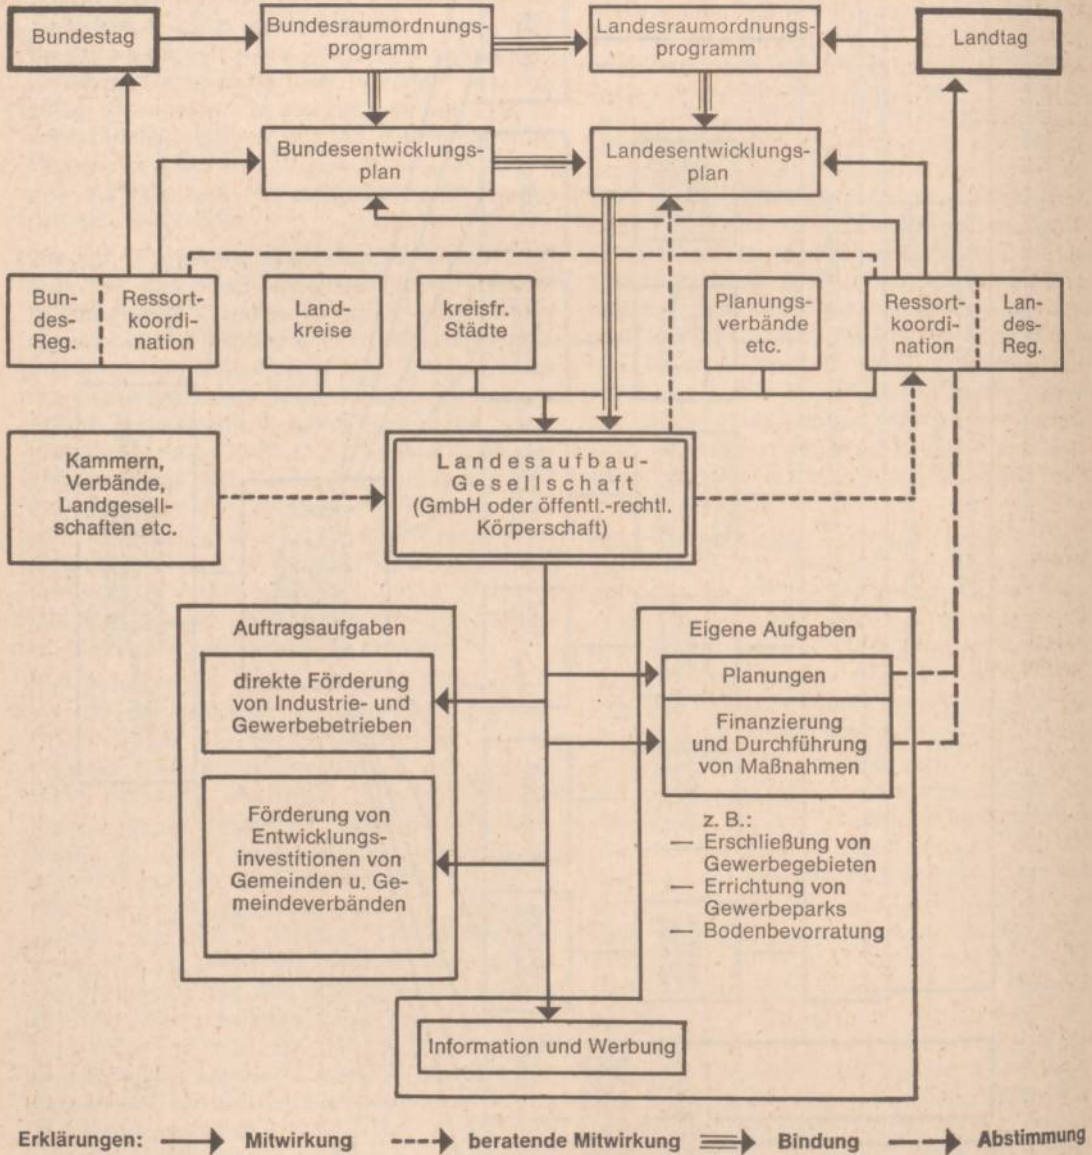 Bundestag
Bundesraumordnungs-
programm
Landesraumordnungs-
programm
Landtag
Bundesentwicklungs-
plan
Landesentwicklungs-
plan
Bun-
des-
Reg.
Ressort-
koordi-
nation
Land-
kreise
kreisfr.
Städte
Planungs-
verbände
etc.
Ressort-
koordi-
nation
Lan-
des-
Reg.
Kammern,
Verbände,
Landgesell-
schaften etc.
Landesaufbau-
Gesellschaft
(GmbH oder öffentl.-rechtl.
Körperschaft)
Auftragsaufgaben
direkte Förderung
von Industrie- und
Gewerbebetrieben
Förderung von
Entwicklungs-
investitionen von
Gemeinden u. Ge-
meindeverbänden
Eigene Aufgaben
Planungen
Finanzierung
und Durchführung
von Maßnahmen
z. B.:
— Erschließung von
Gewerbegebieten
— Errichtung von
Gewerbeparks
— Bodenbevorratung
Information und Werbung
Erklärungen: Mitwirkung beratende Mitwirkung Bindung Abstimmung